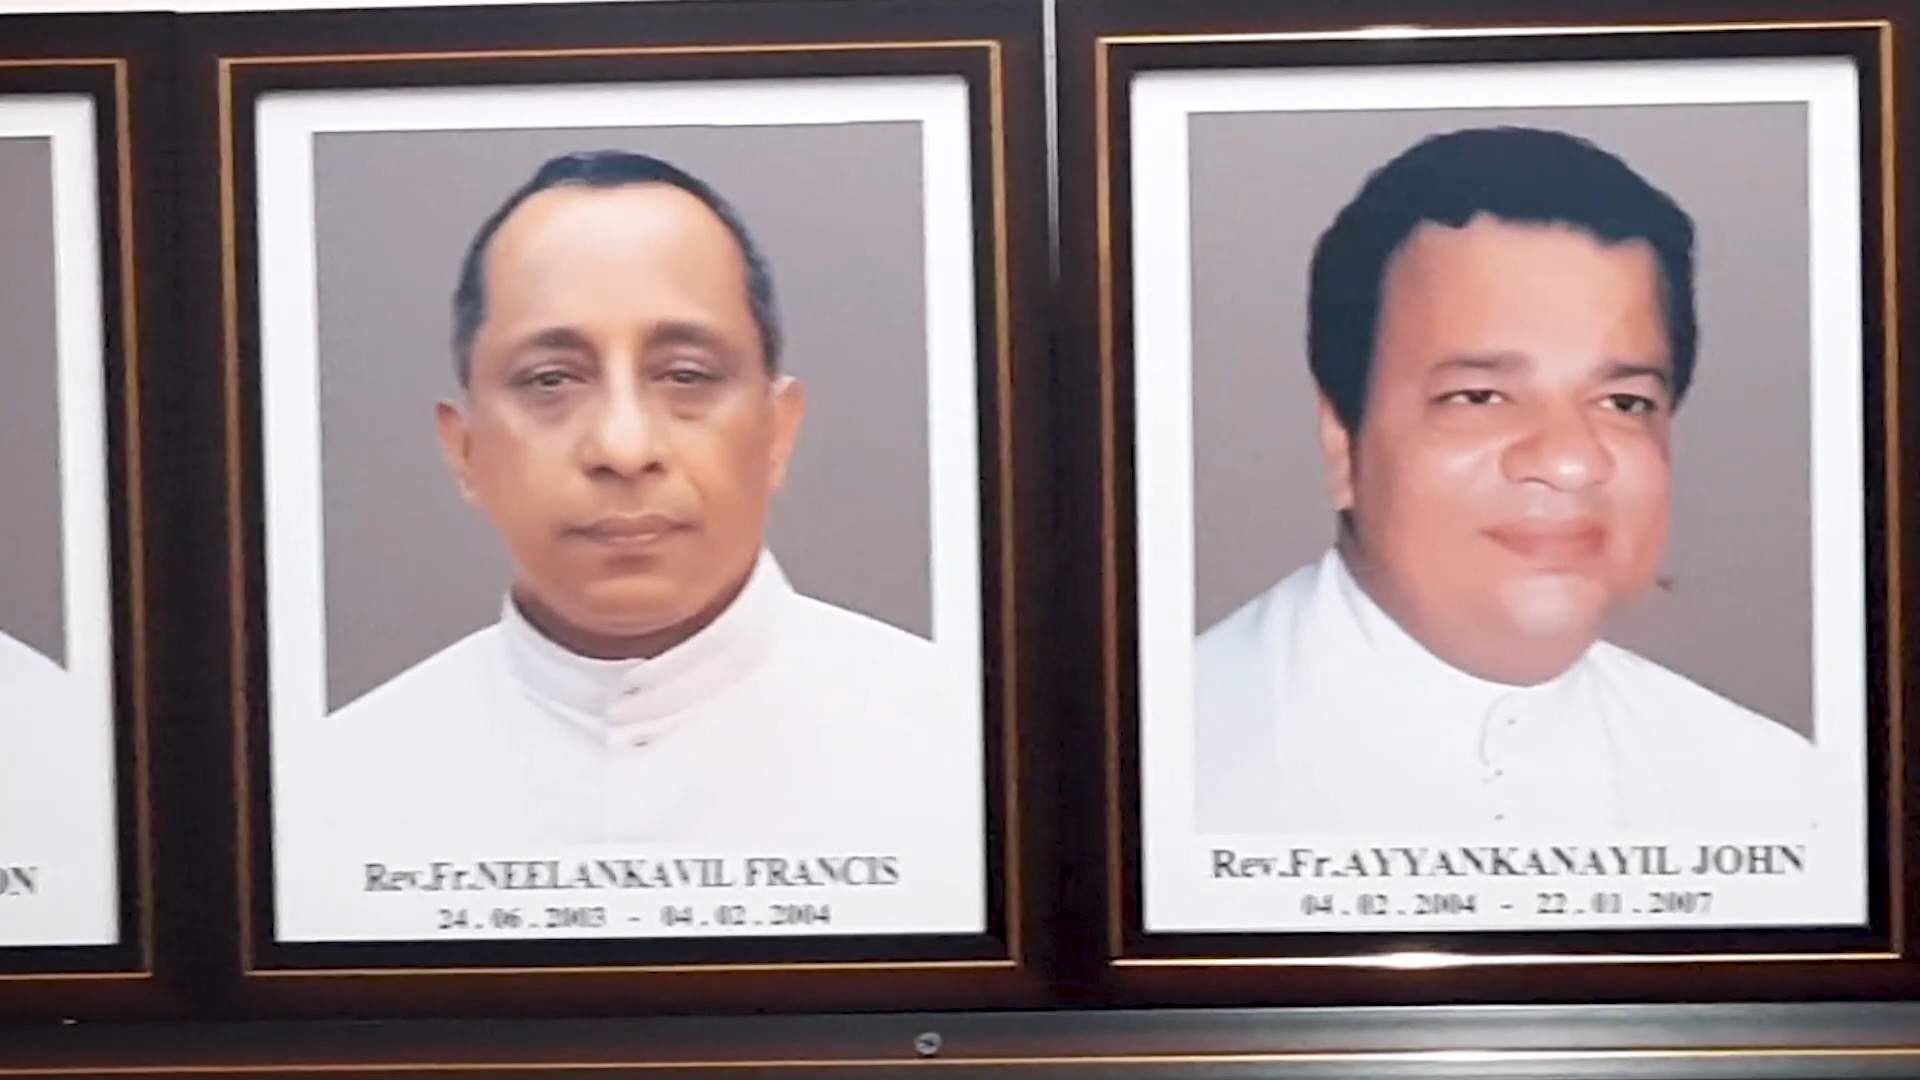 ON
Rev.Fr.NEELANKAVIL FRANCIS
24.06.2003 - 04.02.2004
Rev.Fr.AYYANKANAYIL JOHN
04.02.2004 - 22.01.2007